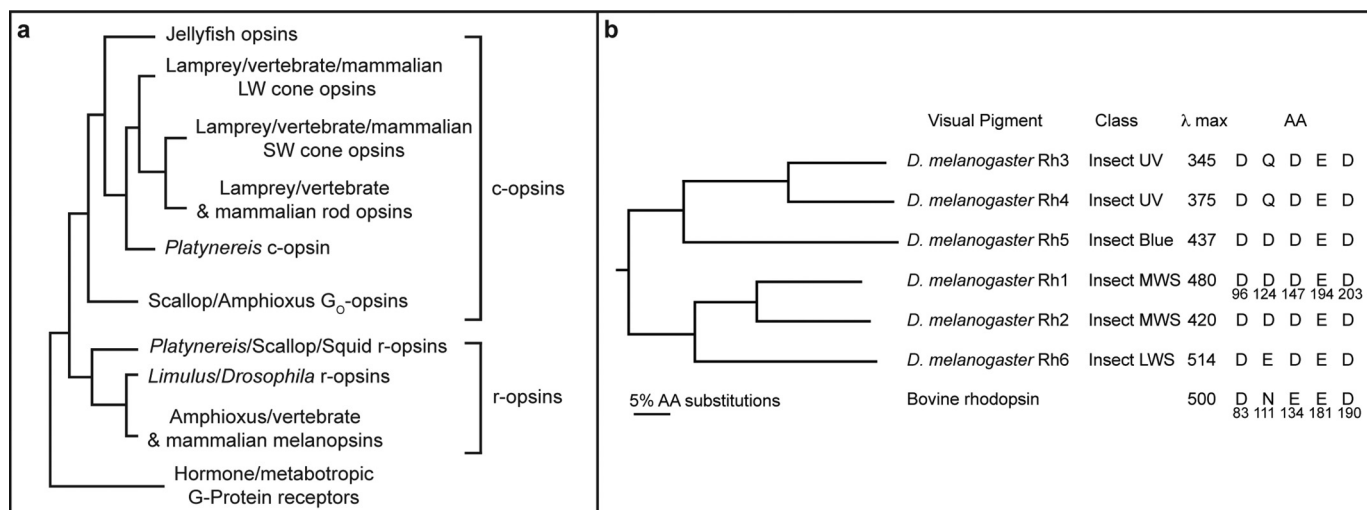 a
Jellyfish opsins
Lamprey/vertebrate/mammalian
LW cone opsins
Lamprey/vertebrate/mammalian
SW cone opsins
Lamprey/vertebrate
& mammalian rod opsins
Platynereis c-opsin
Scallop/Amphioxus GO-opsins
c-opsins
Platynereis/Scallop/Squid r-opsins
Limulus/Drosophila r-opsins
Amphioxus/vertebrate
& mammalian melanopsins
r-opsins
Hormone/metabotropic
G-Protein receptors
b
Visual Pigment Class λ max AA
D. melanogaster Rh3 Insect UV 345 D Q D E D
D. melanogaster Rh4 Insect UV 375 D Q D E D
D. melanogaster Rh5 Insect Blue 437 D D D E D
D. melanogaster Rh1 Insect MWS 480 D D D E D
96 124 147 194 203
D. melanogaster Rh2 Insect MWS 420 D D D E D
D. melanogaster Rh6 Insect LWS 514 D E D E D
5% AA substitutions
Bovine rhodopsin 500 D N E E D
83 111 134 181 190